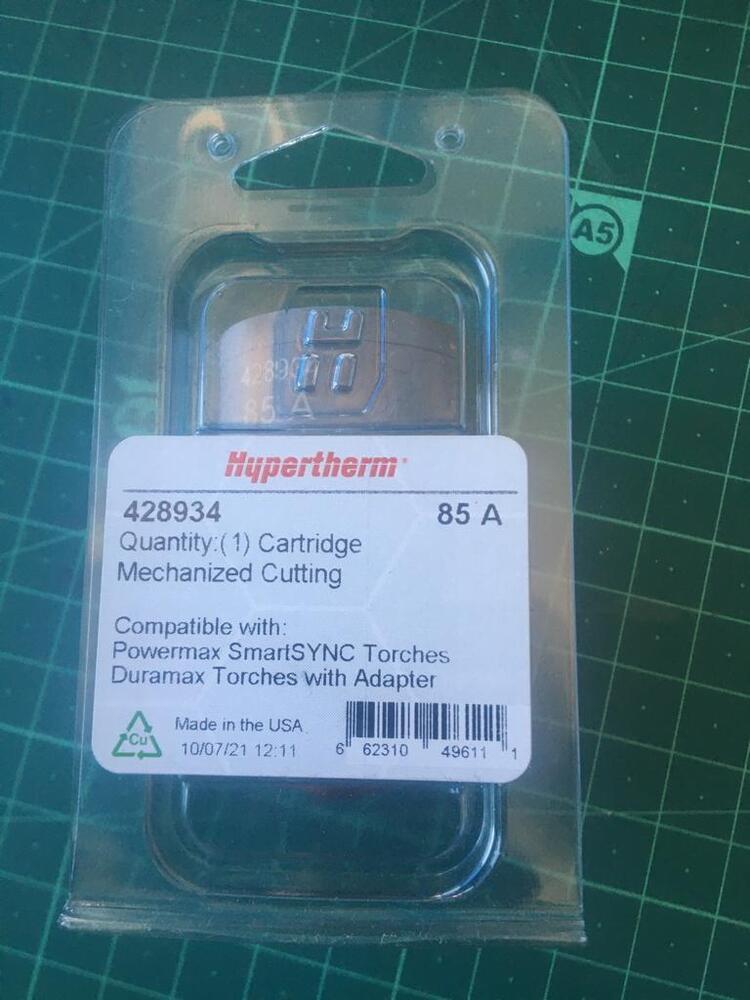 A5
428934
85 A
Hypertherm
428934 85 A
Quantity:(1) Cartridge
Mechanized Cutting
Compatible with:
Powermax SmartSYNC Torches
Duramax Torches with Adapter
Cu
Made in the USA
10/07/21 12:11
6 62310 49611 1